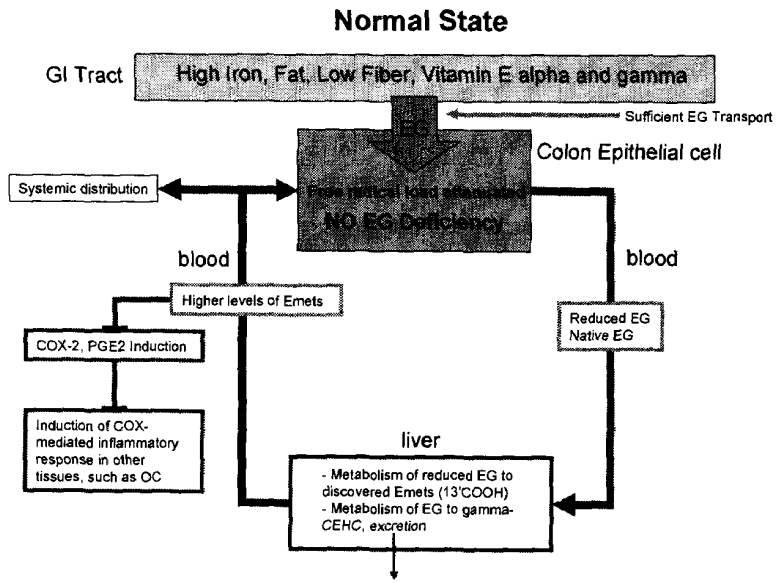 Normal State
GI Tract
High Iron, Fat, Low Fiber, Vitamin E alpha and gamma
EG
Sufficient EG Transport
Colon Epithelial cell
Free radical load attenuated
NO EG Deficiency
Systemic distribution
blood
blood
Higher levels of Emets
Reduced EG
Native EG
COX-2, PGE2 Induction
Induction of COX-
mediated inflammatory
response in other
tissues, such as OC
liver
- Metabolism of reduced EG to
discovered Emets (13'COOH)
- Metabolism of EG to gamma-
CEHC, excretion